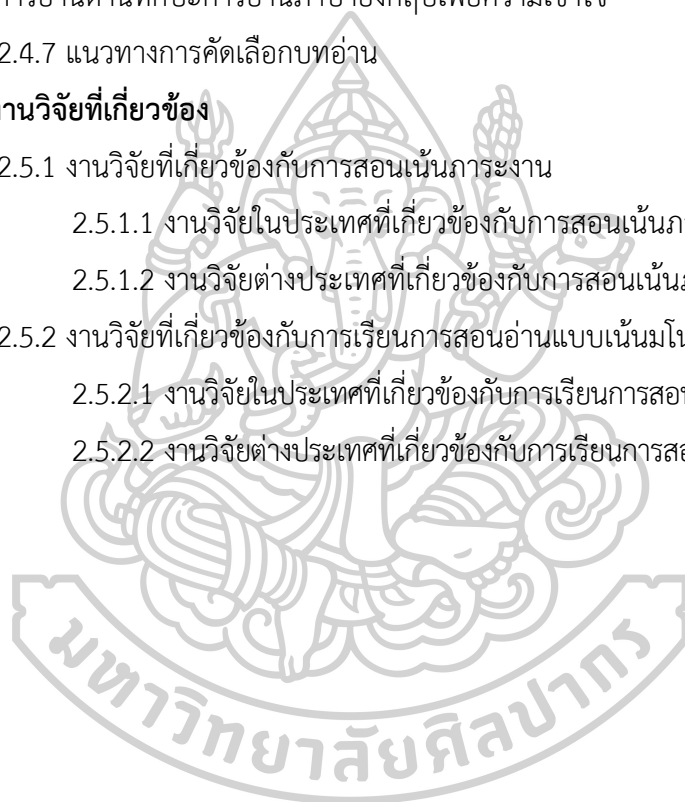 2.4.7 แนวทางการคัดเลือกบทอ่าน
งานวิจัยที่เกี่ยวข้อง
2.5.1 งานวิจัยที่เกี่ยวข้องกับการสอนเน้นภาระงาน
2.5.1.1 งานวิจัยในประเทศที่เกี่ยวข้องกับการสอนเน้นภ
2.5.1.2 งานวิจัยต่างประเทศที่เกี่ยวข้องกับการสอนเน้น
2.5.2 งานวิจัยที่เกี่ยวข้องกับการเรียนการสอนอ่านแบบเน้นมโน
2.5.2.1 งานวิจัยในประเทศที่เกี่ยวข้องกับการเรียนการสอน
2.5.2.2 งานวิจัยต่างประเทศที่เกี่ยวข้องกับการเรียนการส
มหาวิทยาลัยศิลปากร